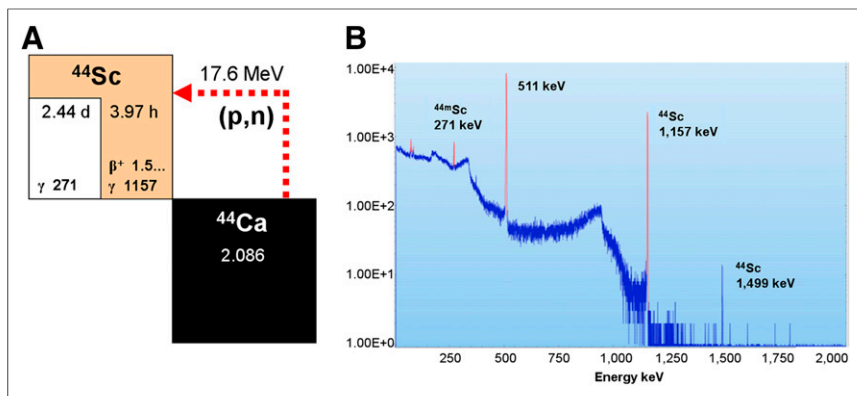 A
⁴⁴Sc
17.6 MeV
2.44 d
3.97 h
(p,n)
β⁺ 1.5...
γ 271
γ 1157
⁴⁴Ca
2.086
B
1.00E+4
1.00E+3
1.00E+2
1.00E+1
1.00E+0
⁴⁴ᵐSc
271 keV
511 keV
⁴⁴Sc
1,157 keV
⁴⁴Sc
1,499 keV
250
500
750
1,000
1,250
1,500
1,750
2,000
Energy keV